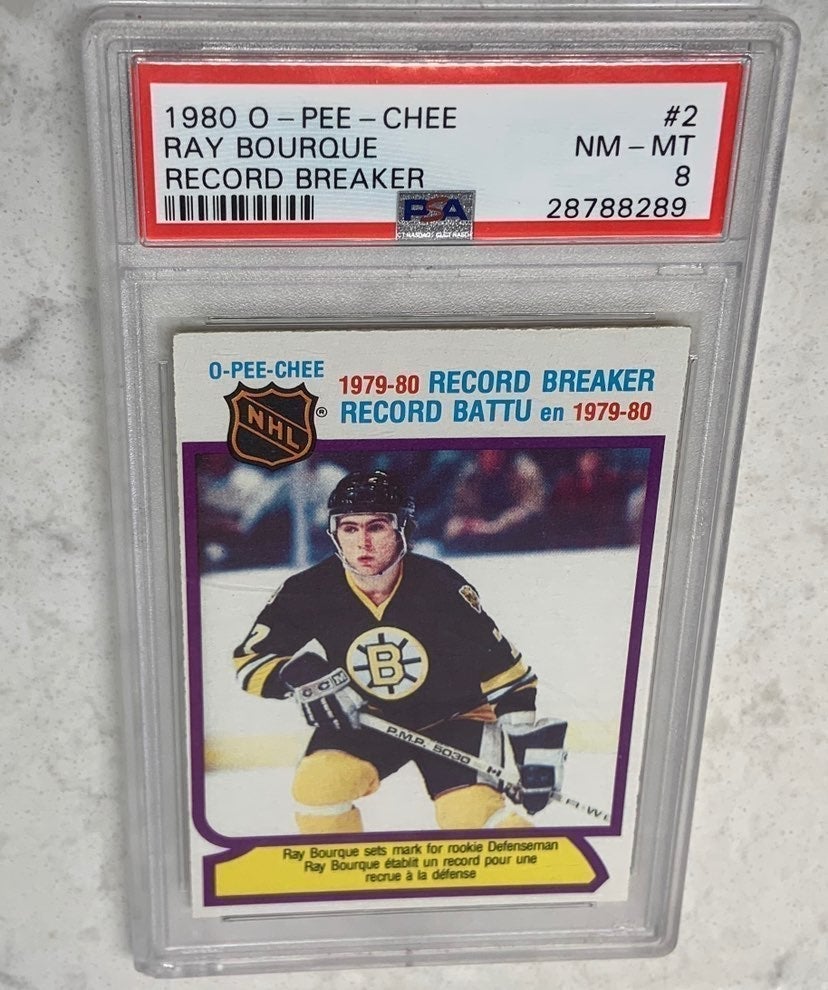 1980 O-PEE-CHEE #2
RAY BOURQUE NM-MT
RECORD BREAKER 8
PSA 28788289
O-PEE-CHEE
NHL ®
1979-80 RECORD BREAKER
RECORD BATTU en 1979-80
7 7
B
CCM
P.M.P. 5030 H
Ray Bourque sets mark for rookie Defenseman
Ray Bourque établit un record pour une
recrue à la défense